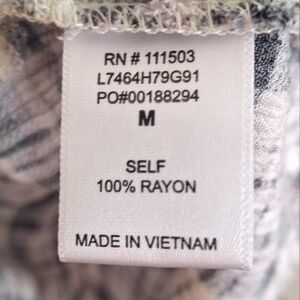 RN # 111503
L7464H79G91
PO#00188294
M
SELF
100% RAYON
MADE IN VIETNAM